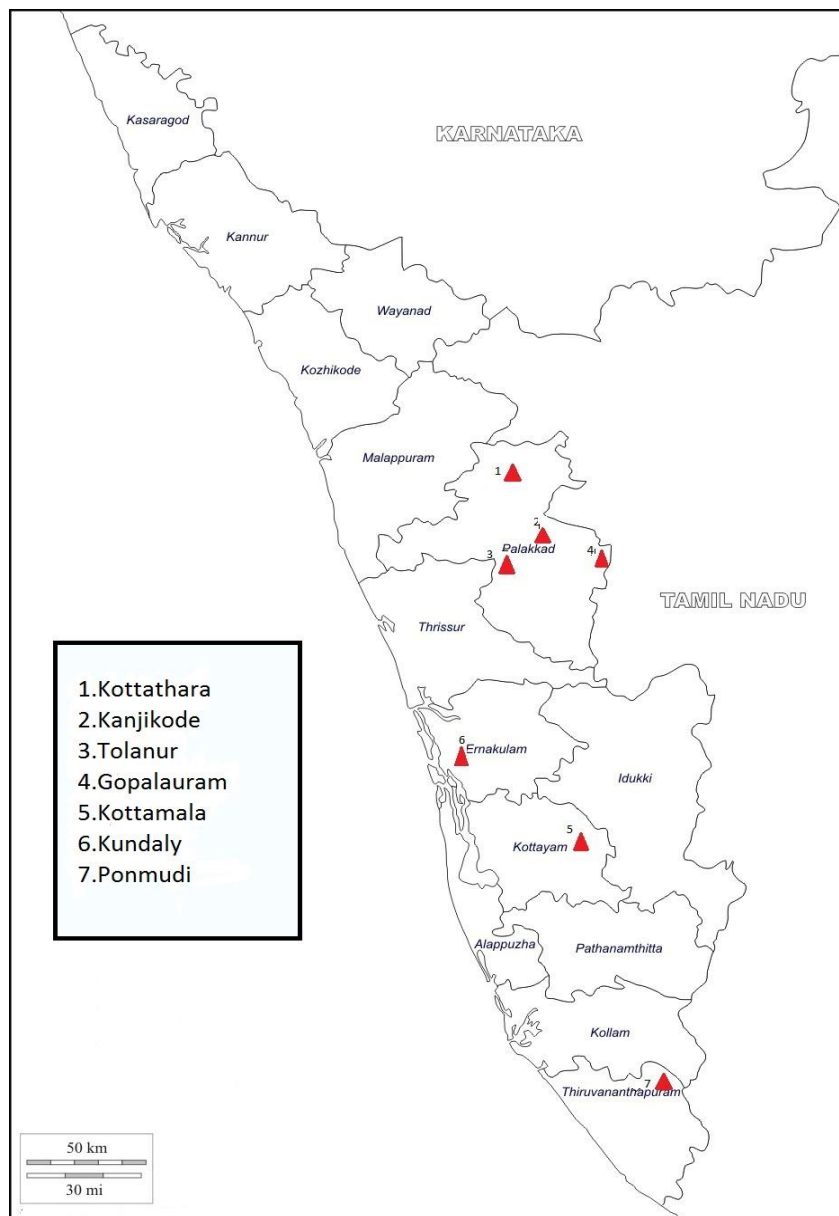 Kasaragod
KARNATAKA
Kannur
Wayanad
Kozhikode
Malappuram
1
2
Palakkad
3
4
TAMIL NADU
Thrissur
1.Kottathara
2.Kanjikode
3.Tolanur
4.Gopalauram
5.Kottamala
6.Kundaly
7.Ponmudi
6
Ernakulam
Idukki
5
Kottayam
Alappuzha
Pathanamthitta
Kollam
7
Thiruvananthapuram
50 km
30 mi